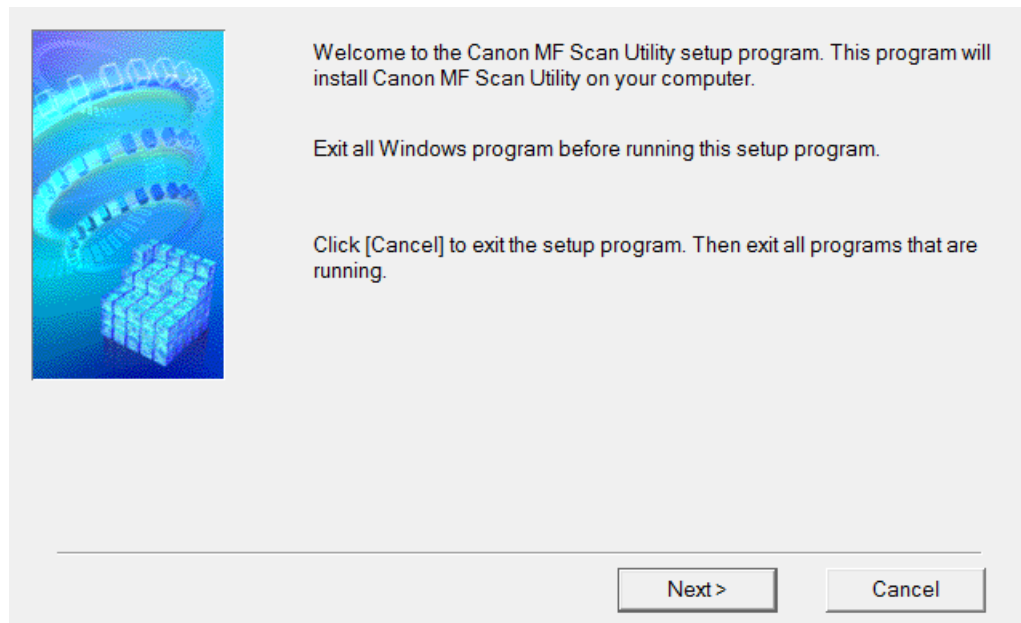 Welcome to the Canon MF Scan Utility setup program. This program will
install Canon MF Scan Utility on your computer.
Exit all Windows program before running this setup program.
Click [Cancel] to exit the setup program. Then exit all programs that are
running.
Next >
Cancel